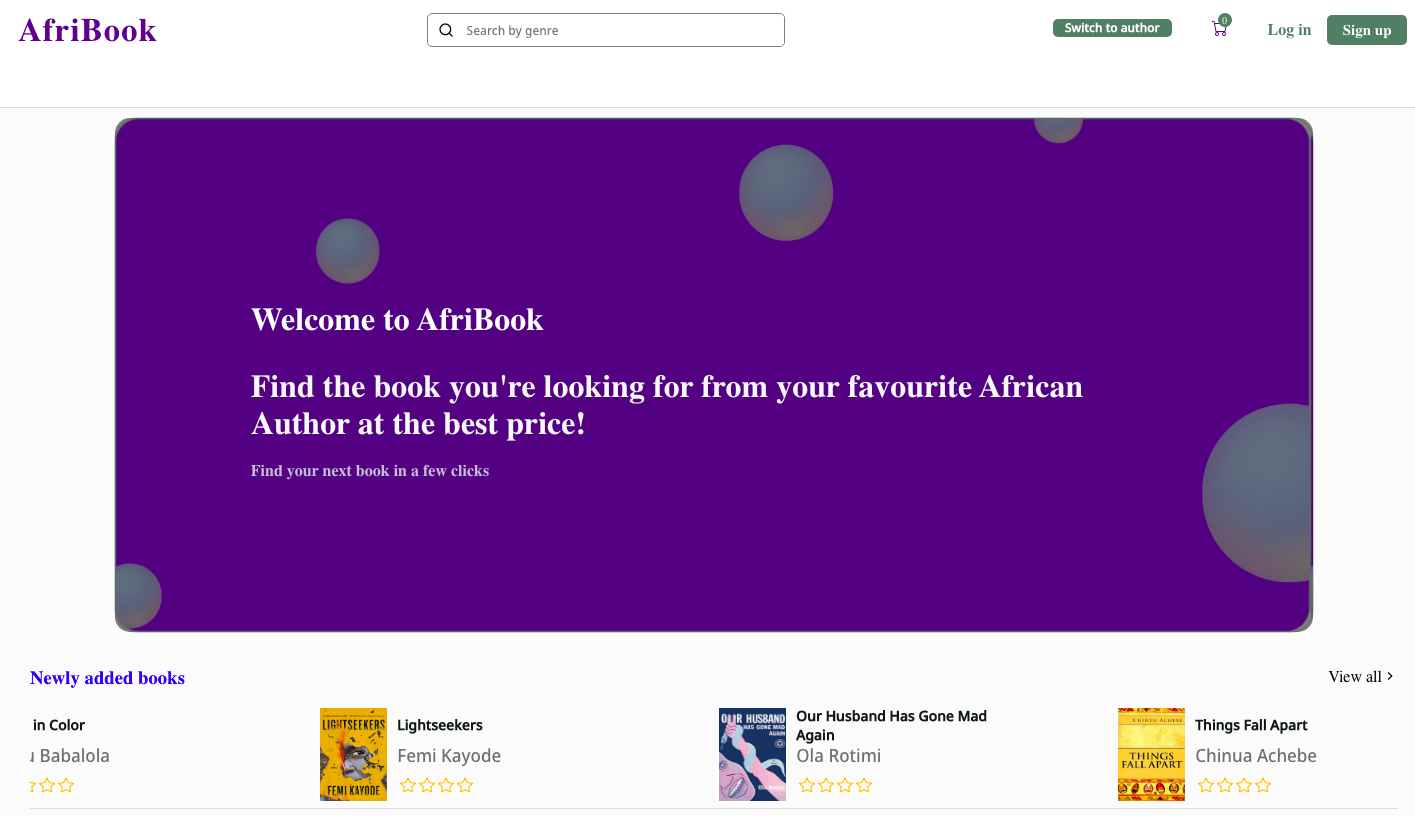 AfriBook
Search by genre
Switch to author
0
Log in
Sign up
Welcome to AfriBook
Find the book you're looking for from your favourite African
Author at the best price!
Find your next book in a few clicks
Newly added books
View all
in Color
Babalola
LIGHTSEEKERS
FEMI KAYODE
Lightseekers
Femi Kayode
OUR HUSBAND
HAS GONE MAD
AGAIN
Ola Rotimi
Our Husband Has Gone Mad
Again
Ola Rotimi
CHINUA ACHEBE
THINGS
FALL APART
Things Fall Apart
Chinua Achebe